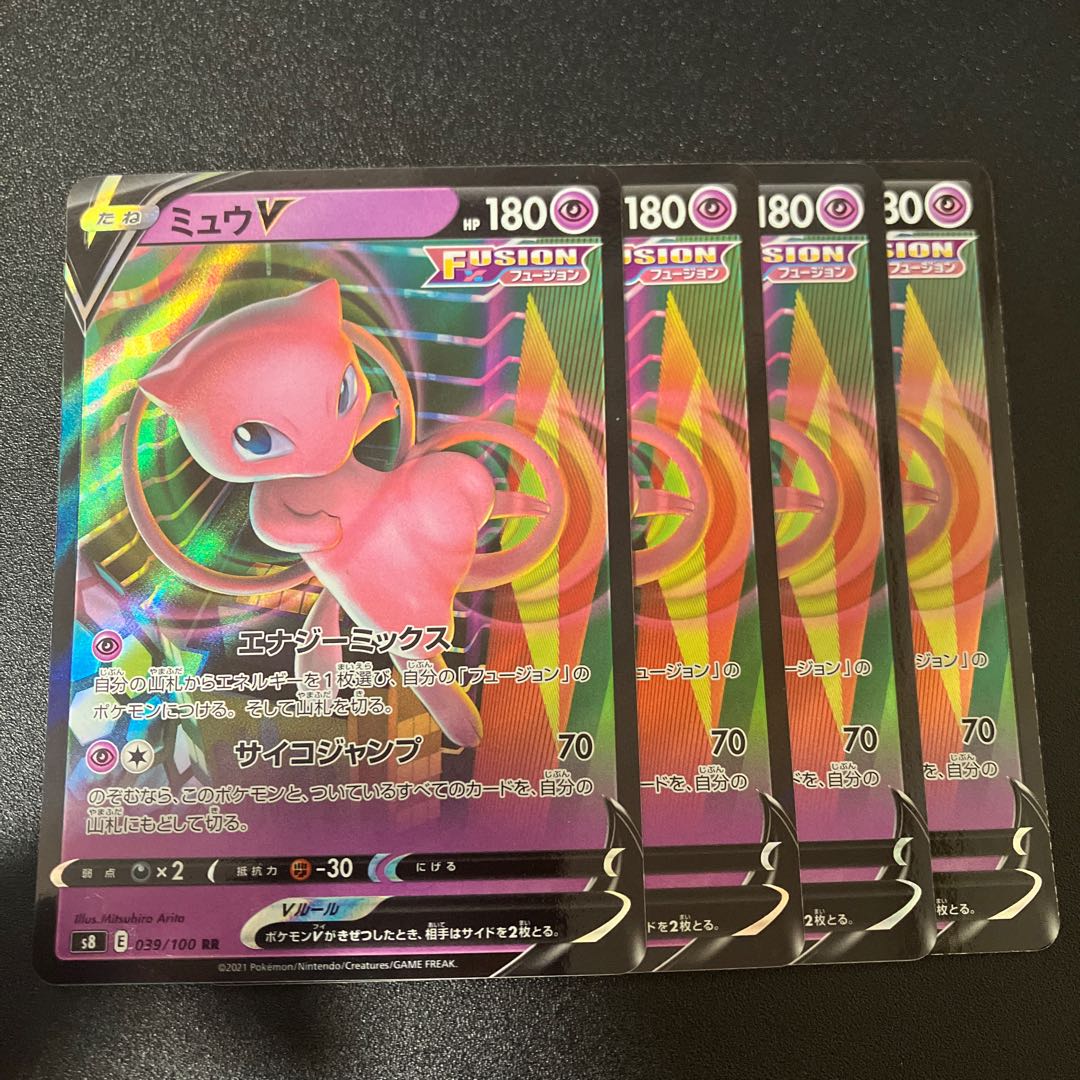 たね ミュウV HP 180 180 180 80
FUSION USION SION SION
フュージョン フュージョン フュージョン フュージョン
エナジーミックス
自分の山札からエネルギーを1枚選び、自分の「フュージョン」の ュージョン」の ュージョン」の ョン」の
ポケモンにつける。そして山札を切る。
サイコジャンプ 70 70 70 70
のぞむなら、このポケモンと、ついているすべてのカードを、自分の ードを、自分の ドを、自分の を、自分の
山札にもどして切る。
弱点 ×2 抵抗力 -30 にげる
Illus. Mitsuhiro Arita Vルール
s8 E 039/100 RR ポケモンVがきぜつしたとき、相手はサイドを2枚とる。 ドを2枚とる。 を2枚とる。 枚とる。
©2021 Pokémon/Nintendo/Creatures/GAME FREAK.